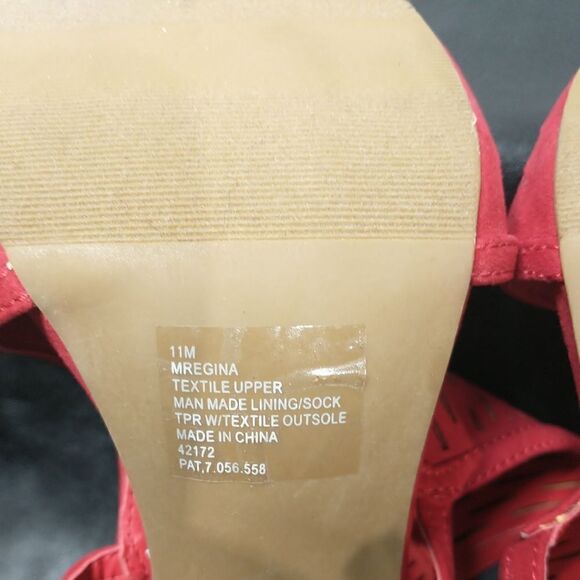 11M
MREGINA
TEXTILE UPPER
MAN MADE LINING/SOCK
TPR W/TEXTILE OUTSOLE
MADE IN CHINA
42172
PAT,7.056.558